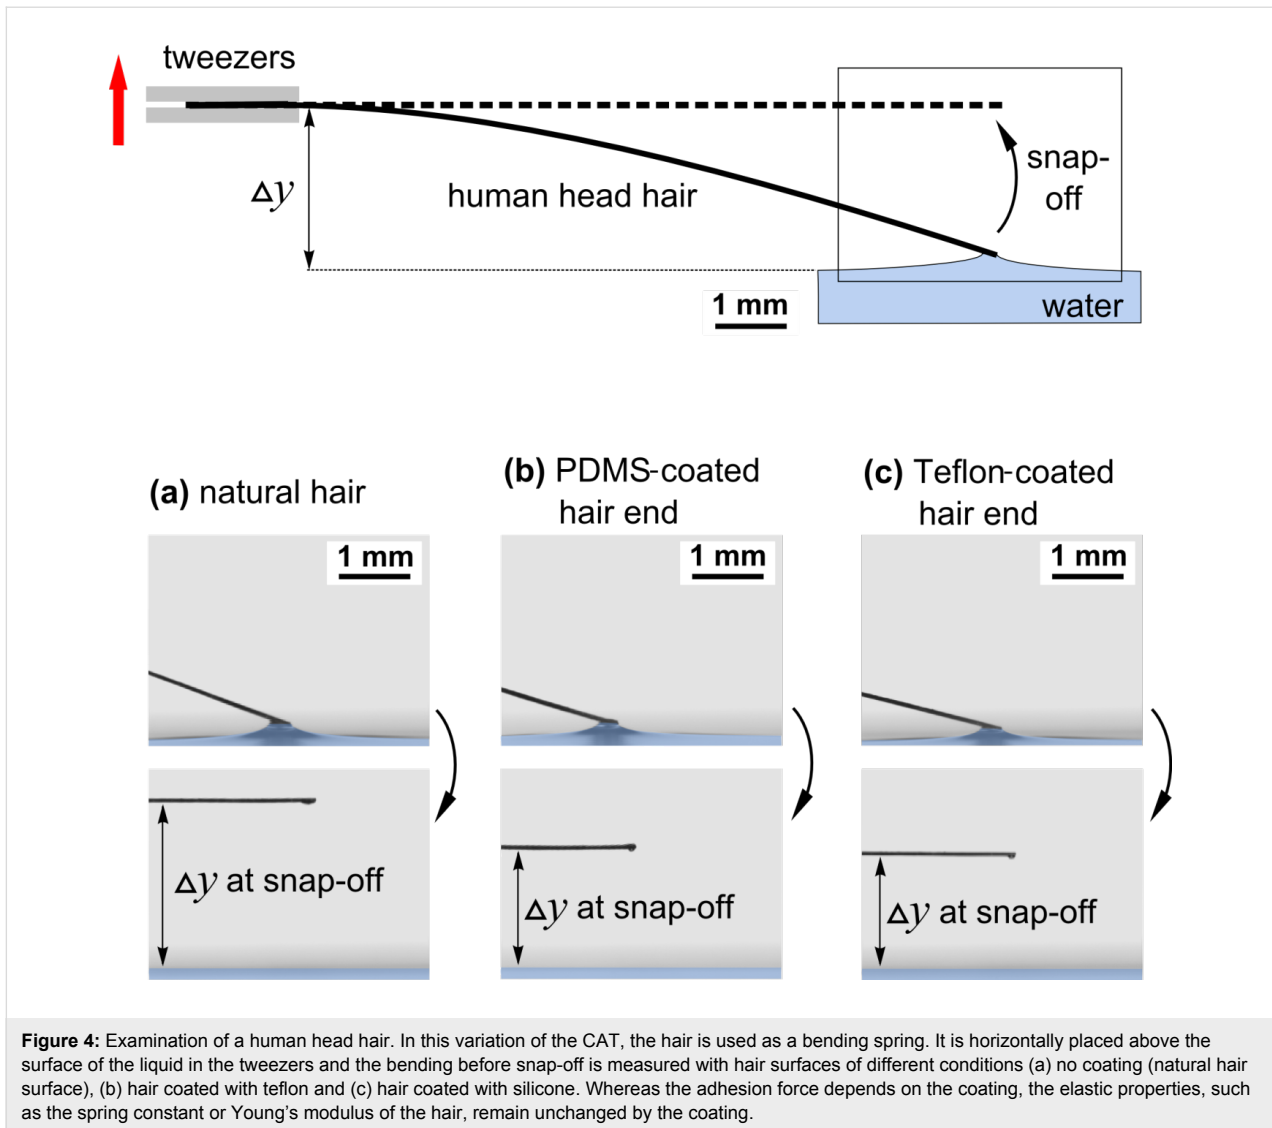 tweezers
Δy
human head hair
snap-
off
1 mm
water
(a) natural hair
(b) PDMS-coated
hair end
(c) Teflon-coated
hair end
1 mm
1 mm
1 mm
Δy at snap-off
Δy at snap-off
Δy at snap-off
Figure 4: Examination of a human head hair. In this variation of the CAT, the hair is used as a bending spring. It is horizontally placed above the
surface of the liquid in the tweezers and the bending before snap-off is measured with hair surfaces of different conditions (a) no coating (natural hair
surface), (b) hair coated with teflon and (c) hair coated with silicone. Whereas the adhesion force depends on the coating, the elastic properties, such
as the spring constant or Young’s modulus of the hair, remain unchanged by the coating.